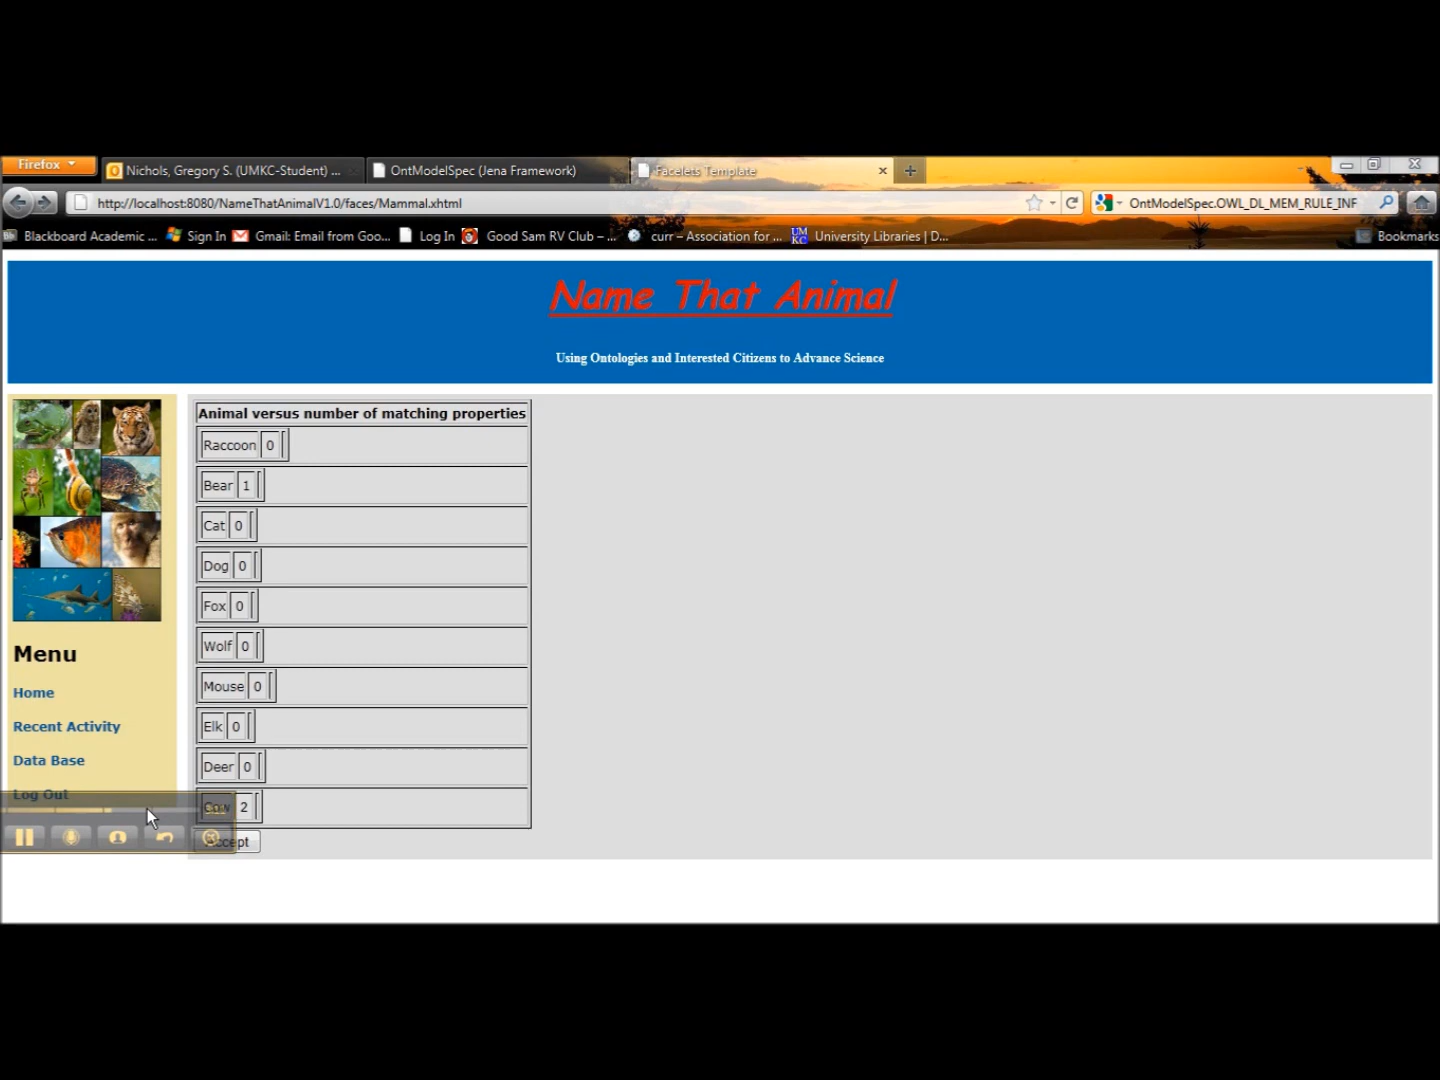 Firefox
Nichols, Gregory S. (UMKC-Student) ...
OntModelSpec (Jena Framework)
Facelets Template
http://localhost:8080/NameThatAnimalV1.0/faces/Mammal.xhtml
OntModelSpec.OWL_DL_MEM_RULE_INF
Bb Blackboard Academic ...
Sign In
Gmail: Email from Goo...
Log In
Good Sam RV Club – ...
curr – Association for ...
UMKC University Libraries | D...
Bookmarks
Name That Animal
Using Ontologies and Interested Citizens to Advance Science
Animal versus number of matching properties
Raccoon 0
Bear 1
Cat 0
Dog 0
Fox 0
Wolf 0
Mouse 0
Elk 0
Deer 0
Cow 2
Accept
Menu
Home
Recent Activity
Data Base
Log Out